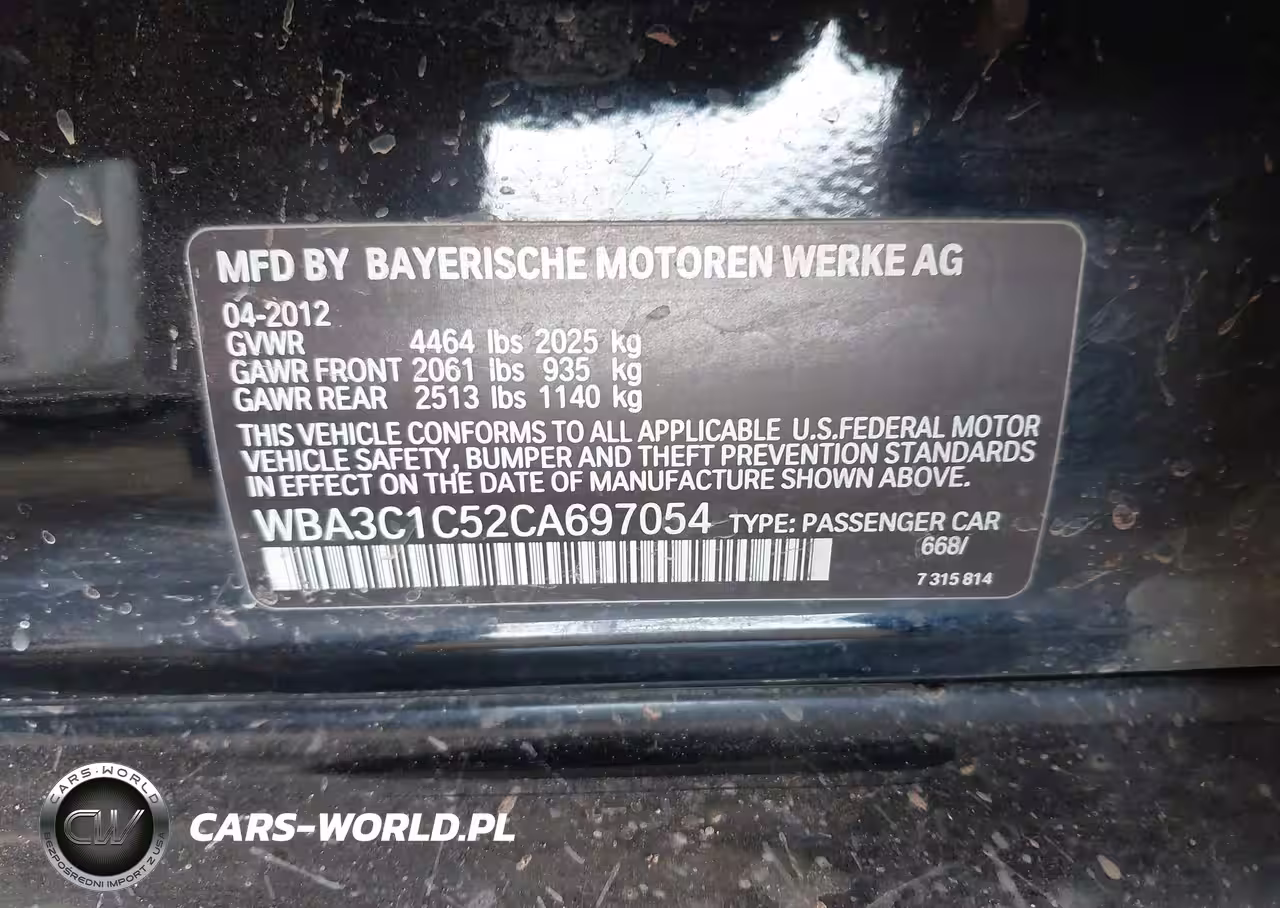 MFD BY BAYERISCHE MOTOREN WERKE AG
04-2012
GVWR 4464 lbs 2025 kg
GAWR FRONT 2061 lbs 935 kg
GAWR REAR 2513 lbs 1140 kg
THIS VEHICLE CONFORMS TO ALL APPLICABLE U.S.FEDERAL MOTOR
VEHICLE SAFETY, BUMPER AND THEFT PREVENTION STANDARDS
IN EFFECT ON THE DATE OF MANUFACTURE SHOWN ABOVE.
WBA3C1C52CA697054 TYPE: PASSENGER CAR
668/
7 315 814
CARS-WORLD
CW
BEZPOŚREDNI IMPORT Z USA
CARS-WORLD.PL